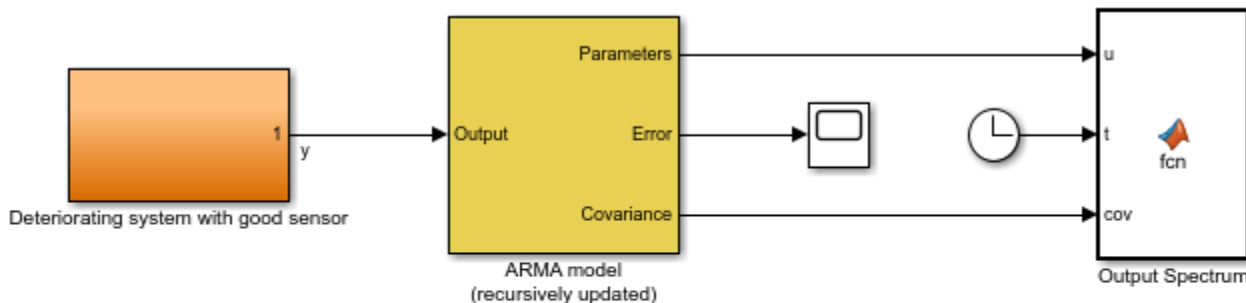 Parameters
u
1
y
Output
Error
t
fcn
Covariance
cov
Deteriorating system with good sensor
ARMA model
(recursively updated)
Output Spectrum